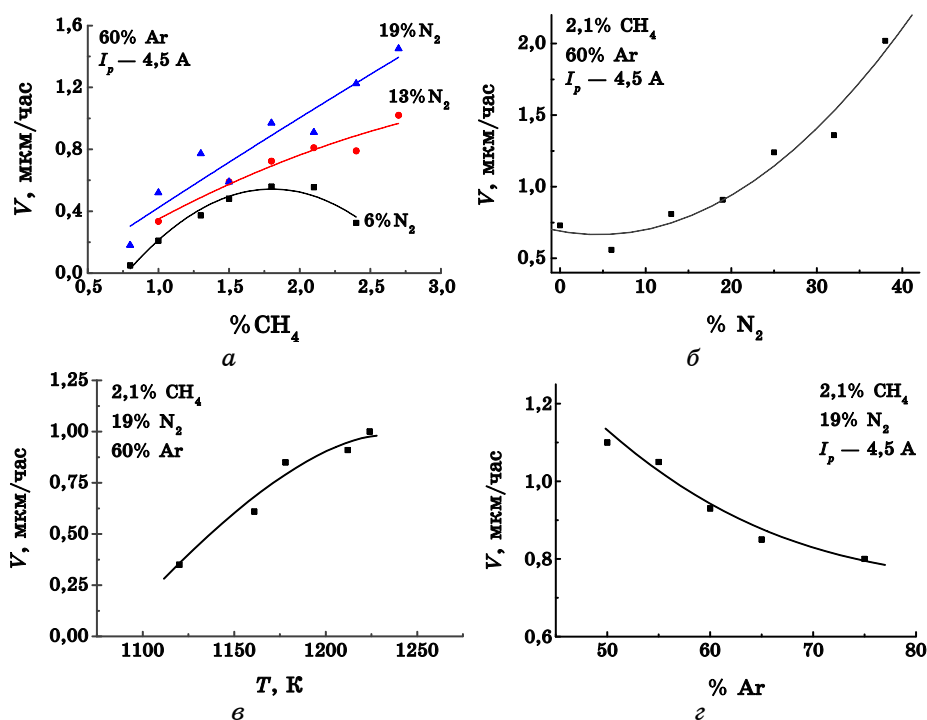 1,6
1,2
0,8
0,4
0,0
V, мкм/час
60% Ar
Iₚ — 4,5 А
19% N₂
13% N₂
6% N₂
0,5 1,0 1,5 2,0 2,5 3,0
% CH₄
а
2,0
1,5
1,0
0,5
V, мкм/час
2,1% CH₄
60% Ar
Iₚ — 4,5 А
0 10 20 30 40
% N₂
б
1,25
1,00
0,75
0,50
0,25
0,00
V, мкм/час
2,1% CH₄
19% N₂
60% Ar
1100 1150 1200 1250
T, К
в
1,2
1,0
0,8
0,6
V, мкм/час
2,1% CH₄
19% N₂
Iₚ — 4,5 А
50 60 70 80
% Ar
г